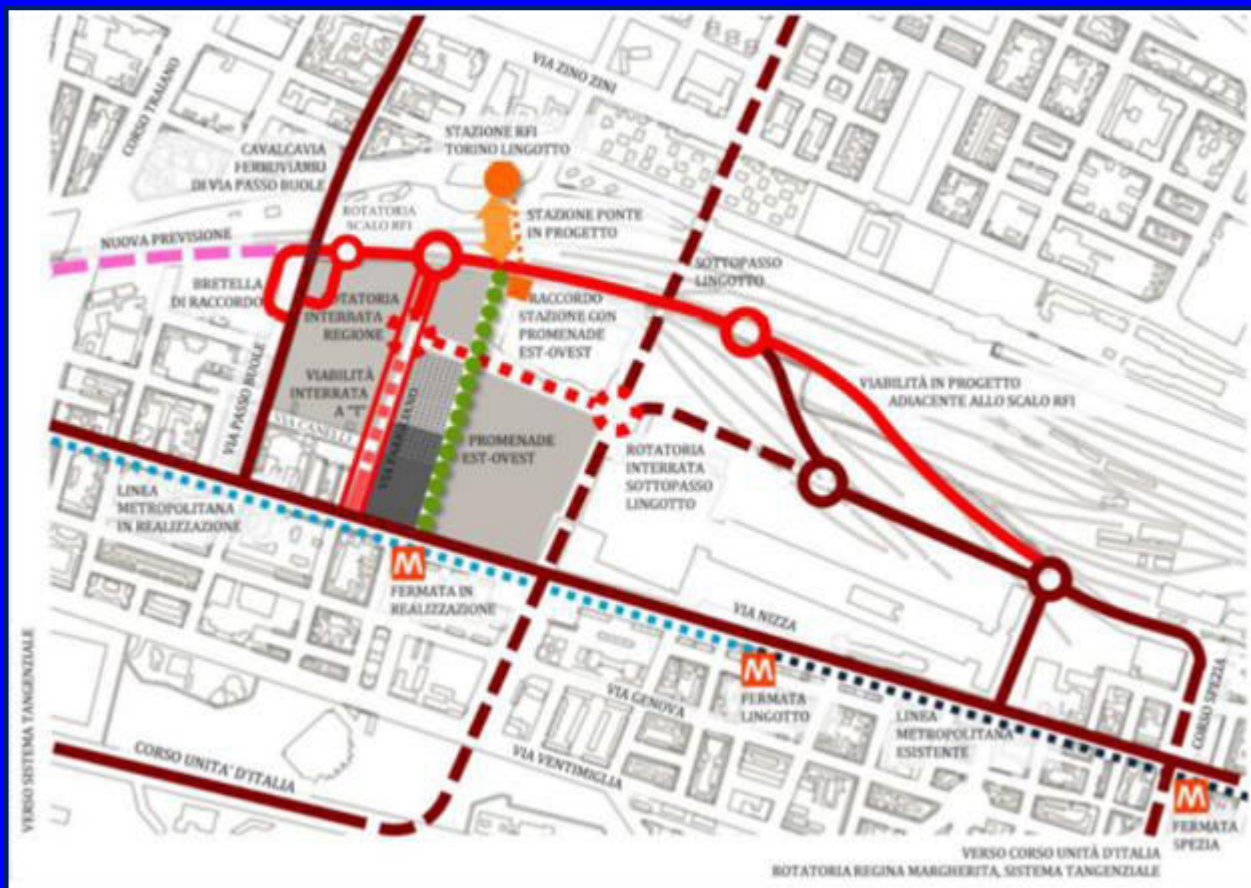 VIA ZINO ZINI
CORSO TRAIANO
STAZIONE RFI
TORINO LINGOTTO
CAVALCAVIA
FERROVIARIO
DI VIA PASSO BUOLE
ROTATORIA
SCALO RFI
STAZIONE PONTE
IN PROGETTO
NUOVA PREVISIONE
SOTTOPASSO
LINGOTTO
BRETELLA
DI RACCORDO
ROTATORIA
INTERRATA
REGIONE
RACCORDO
STAZIONE CON
PROMENADE
EST-OVEST
VIABILITÀ
INTERRATA
A "T"
VIABILITÀ IN PROGETTO
ADIACENTE ALLO SCALO RFI
VIA PASSO BUOLE
VIA CANELLI
VIA
PROMENADE
EST-OVEST
ROTATORIA
INTERRATA
SOTTOPASSO
LINGOTTO
LINEA
METROPOLITANA
IN REALIZZAZIONE
M
FERMATA IN
REALIZZAZIONE
VIA NIZZA
M
FERMATA
LINGOTTO
VIA GENOVA
LINEA
METROPOLITANA
ESISTENTE
CORSO SPEZIA
VIA VENTIMIGLIA
CORSO UNITA' D'ITALIA
VERSO SISTEMA TANGENZIALE
M
FERMATA
SPEZIA
VERSO CORSO UNITÀ D'ITALIA
ROTATORIA REGINA MARGHERITA, SISTEMA TANGENZIALE